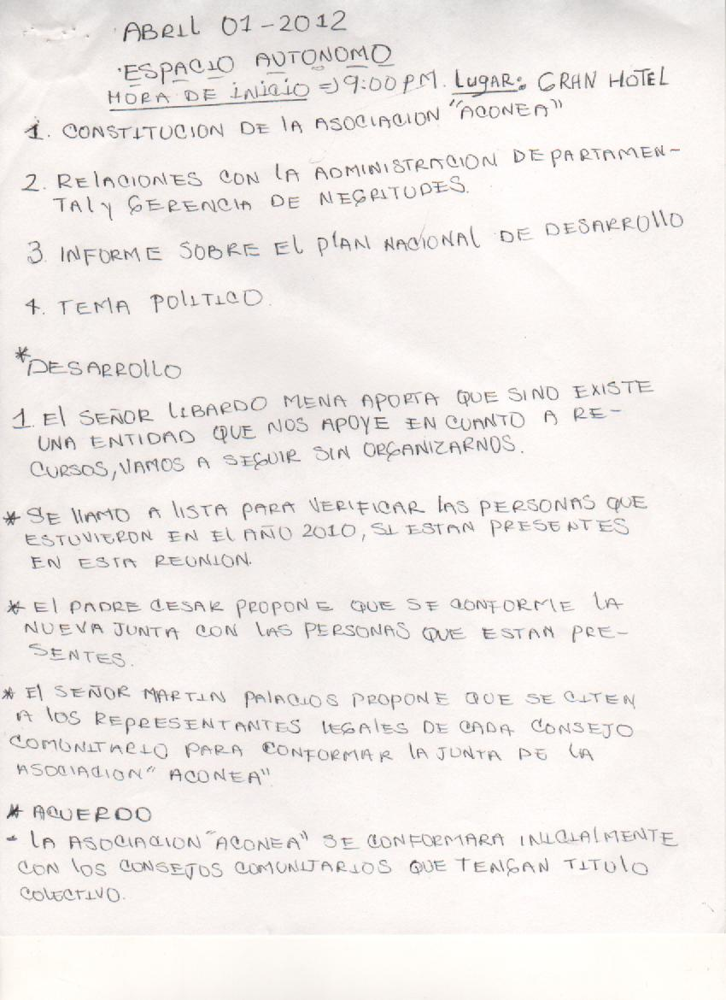 ABRIL 01-2012
ESPACIO AUTONOMO
HORA DE INICIO => 9:00 PM. LUGAR: GRAN HOTEL
1. CONSTITUCION DE LA ASOCIACION "ACONEA"
2. RELACIONES CON LA ADMINISTRACION DEPARTAMEN-
TAL Y GERENCIA DE NEGRITUDES.
3. INFORME SOBRE EL PLAN NACIONAL DE DESARROLLO
4. TEMA POLITICO.
*DESARROLLO
1. El SEÑOR LIBARDO MENA APORTA QUE SINO EXISTE
UNA ENTIDAD QUE NOS APOYE EN CUANTO A RE-
CURSOS, VAMOS A SEGUIR SIN ORGANIZARNOS.
* SE LLAMO A LISTA PARA VERIFICAR LAS PERSONAS QUE
ESTUVIERON EN EL AÑO 2010, SI ESTAN PRESENTES
EN ESTA REUNION.
* El PADRE CESAR PROPONE QUE SE CONFORME LA
NUEVA JUNTA CON LAS PERSONAS QUE ESTAN PRE-
SENTES.
* El SEÑOR MARTIN PALACIOS PROPONE QUE SE CITEN
A LOS REPRESENTANTES LEGALES DE CADA CONSEJO
COMUNITARIO PARA CONFORMAR LA JUNTA DE LA
ASOCIACION "ACONEA"
* ACUERDO
- LA ASOCIACION "ACONEA" SE CONFORMARA INICIALMENTE
CON LOS CONSEJOS COMUNITARIOS QUE TENGAN TITULO
COLECTIVO.